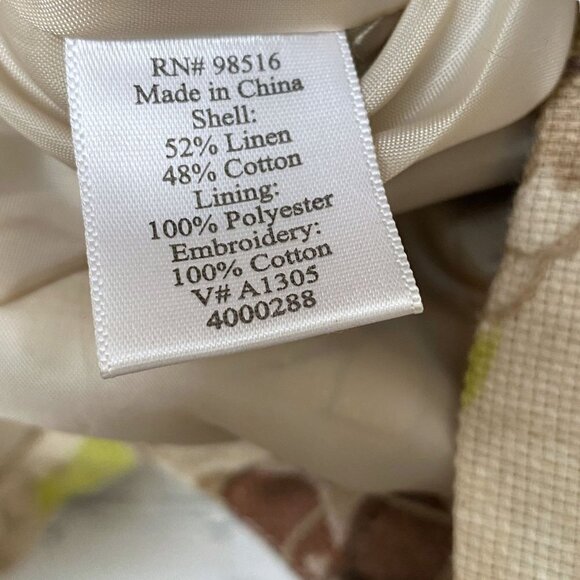 RN# 98516
Made in China
Shell:
52% Linen
48% Cotton
Lining:
100% Polyester
Embroidery:
100% Cotton
V# A1305
4000288